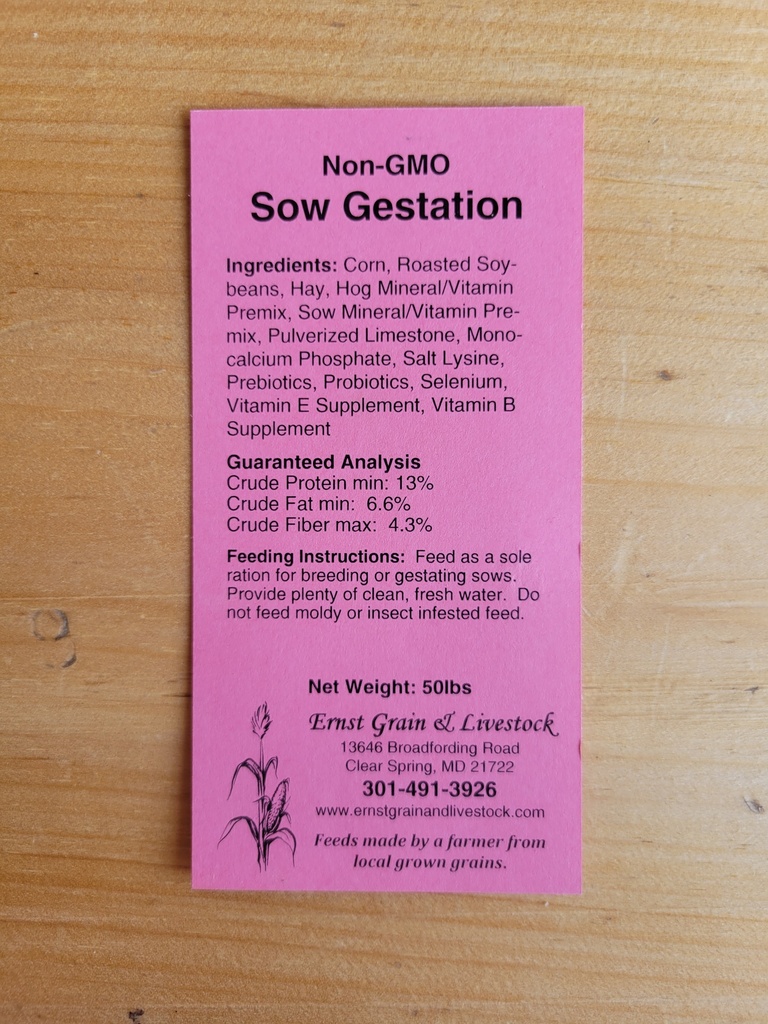 Non-GMO
Sow Gestation
Ingredients: Corn, Roasted Soy-
beans, Hay, Hog Mineral/Vitamin
Premix, Sow Mineral/Vitamin Pre-
mix, Pulverized Limestone, Mono-
calcium Phosphate, Salt Lysine,
Prebiotics, Probiotics, Selenium,
Vitamin E Supplement, Vitamin B
Supplement
Guaranteed Analysis
Crude Protein min: 13%
Crude Fat min: 6.6%
Crude Fiber max: 4.3%
Feeding Instructions: Feed as a sole
ration for breeding or gestating sows.
Provide plenty of clean, fresh water. Do
not feed moldy or insect infested feed.
Net Weight: 50lbs
Ernst Grain & Livestock
13646 Broadfording Road
Clear Spring, MD 21722
301-491-3926
www.ernstgrainandlivestock.com
Feeds made by a farmer from
local grown grains.